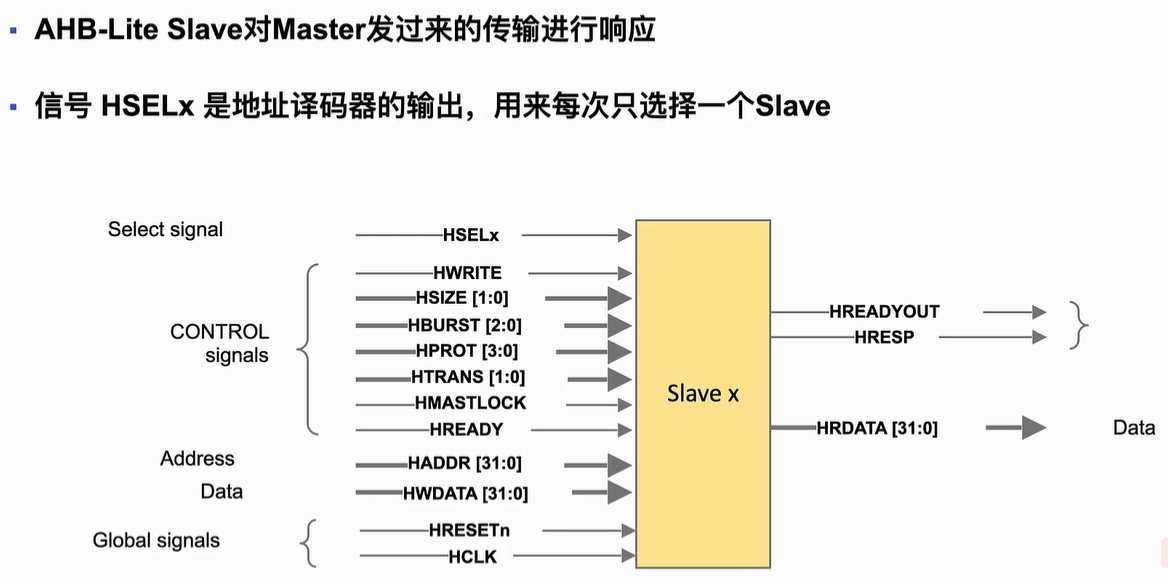 AHB-Lite Slave对Master发过来的传输进行响应
信号 HSELx 是地址译码器的输出，用来每次只选择一个Slave
Select signal
HSELx
CONTROL
signals
HWRITE
HSIZE [1:0]
HBURST [2:0]
HPROT [3:0]
HTRANS [1:0]
HMASTLOCK
HREADY
Address
HADDR [31:0]
Data
HWDATA [31:0]
Global signals
HRESETn
HCLK
Slave x
HREADYOUT
HRESP
HRDATA [31:0]
Data